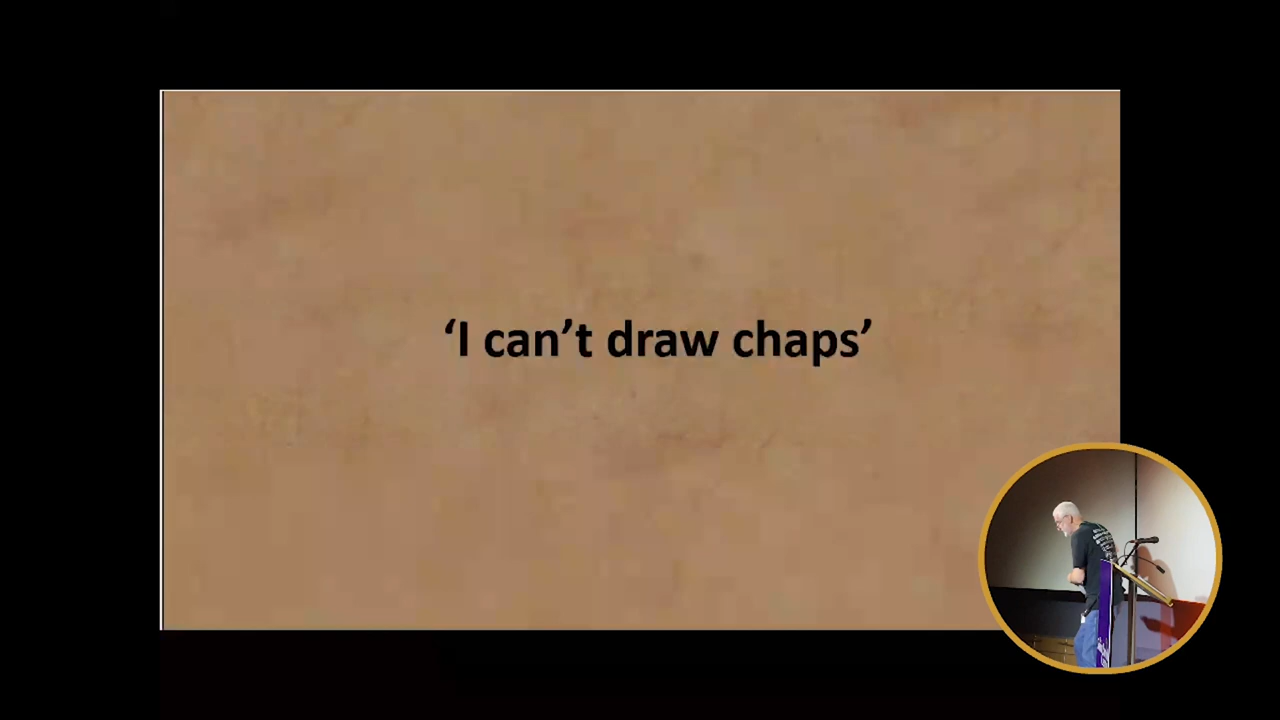 ‘I can’t draw chaps’